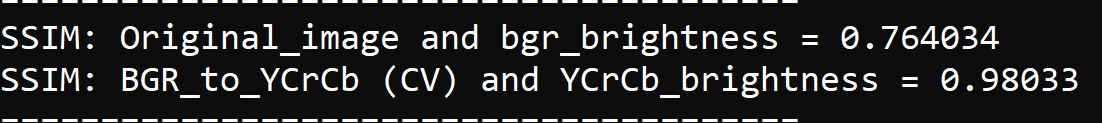 ----------------------------------------
SSIM: Original_image and bgr_brightness = 0.764034
SSIM: BGR_to_YCrCb (CV) and YCrCb_brightness = 0.98033
----------------------------------------